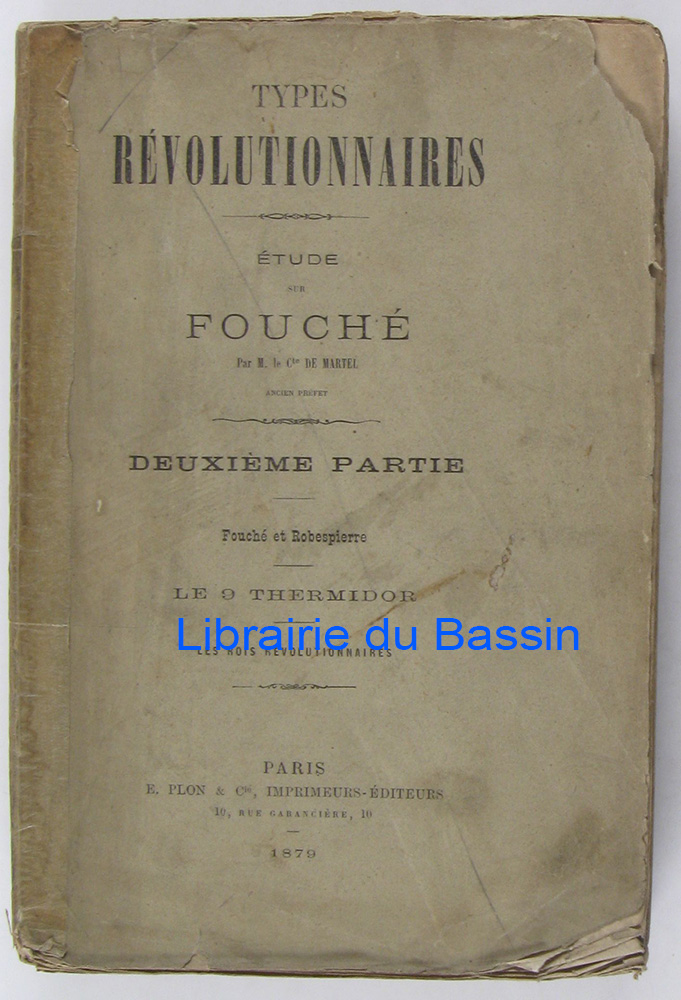 TYPES
RÉVOLUTIONNAIRES
ÉTUDE
SUR
FOUCHÉ
Par M. le Cte DE MARTEL
ANCIEN PRÉFET
DEUXIÈME PARTIE
Fouché et Robespierre
LE 9 THERMIDOR
Librairie du Bassin
LES ROIS RÉVOLUTIONNAIRES
PARIS
E. PLON & Cie, IMPRIMEURS-ÉDITEURS
10, RUE GARANCIÈRE, 10
1879